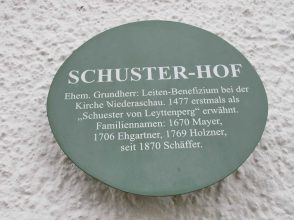 SCHUSTER-HOF
Ehem. Grundherr: Leiten-Benefizium bei der
Kirche Niederaschau. 1477 erstmals als
„Schuester von Leyttenperg“ erwähnt.
Familiennamen: 1670 Mayer,
1706 Ehgartner, 1769 Holzner,
seit 1870 Schäffer.